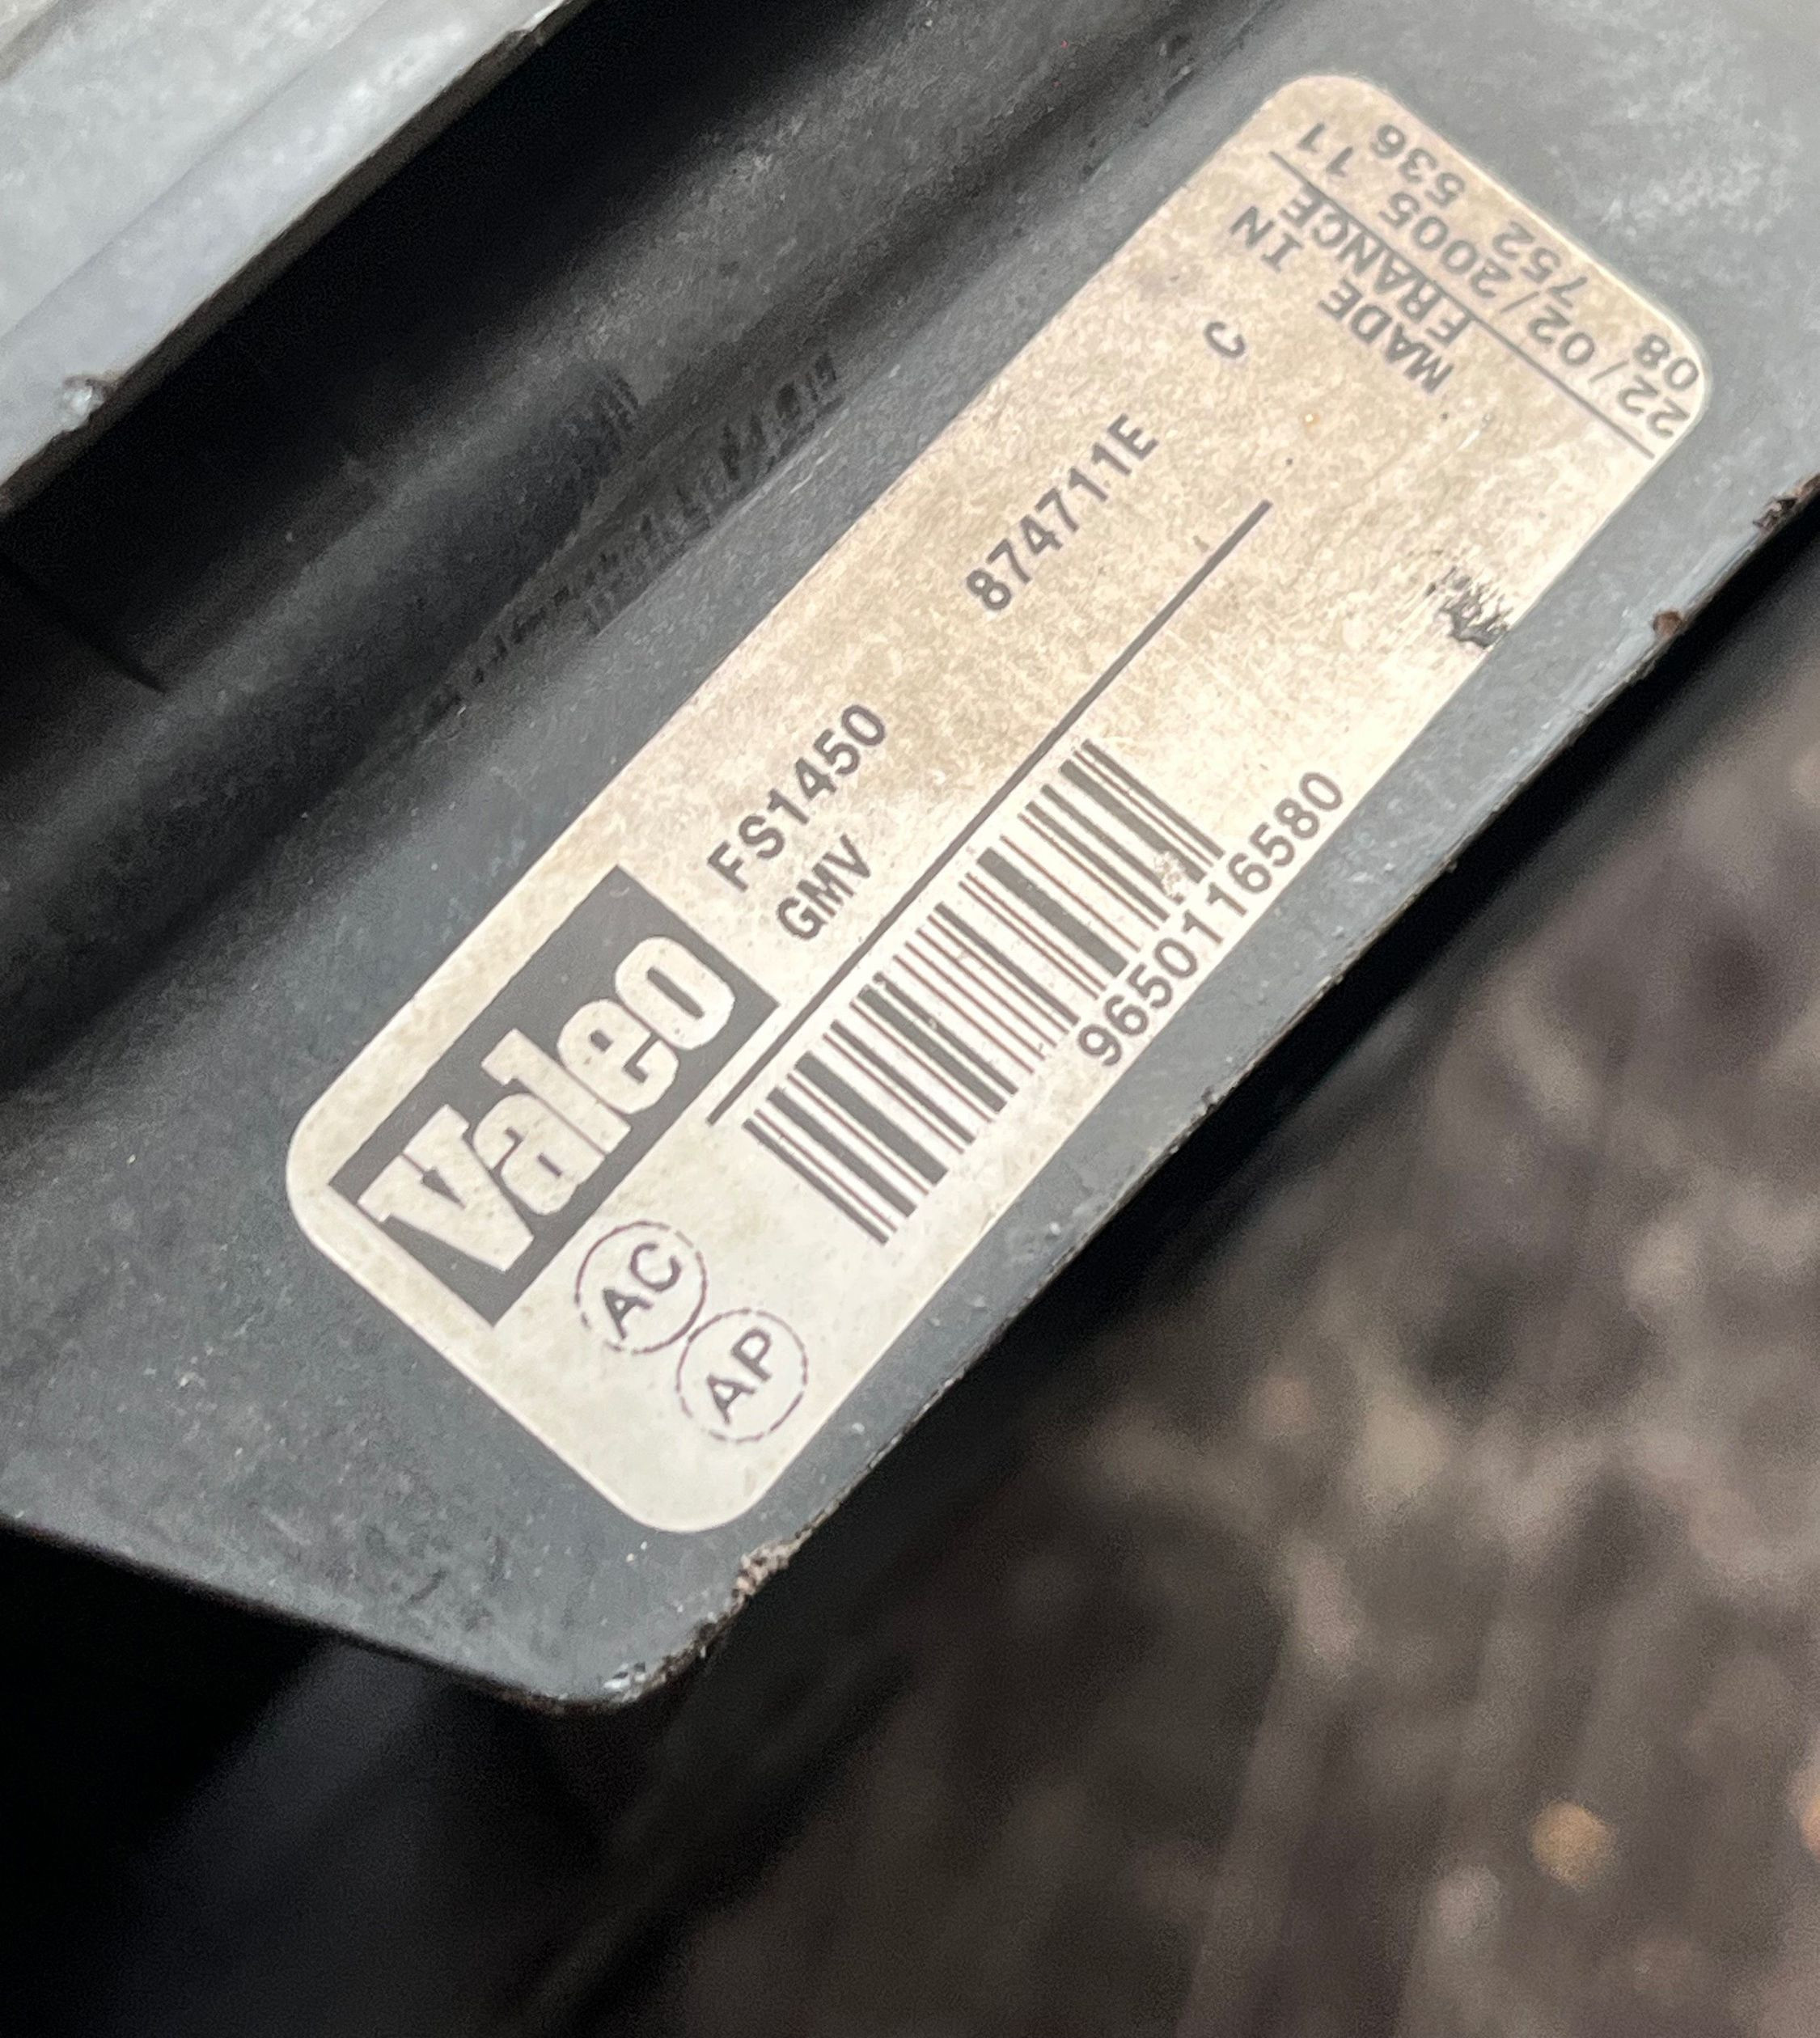 Valeo
FS1450
874711E
C
GMV
AC
AP
9650116580
MADE IN
FRANCE
22/02/2005 11
08 752 536